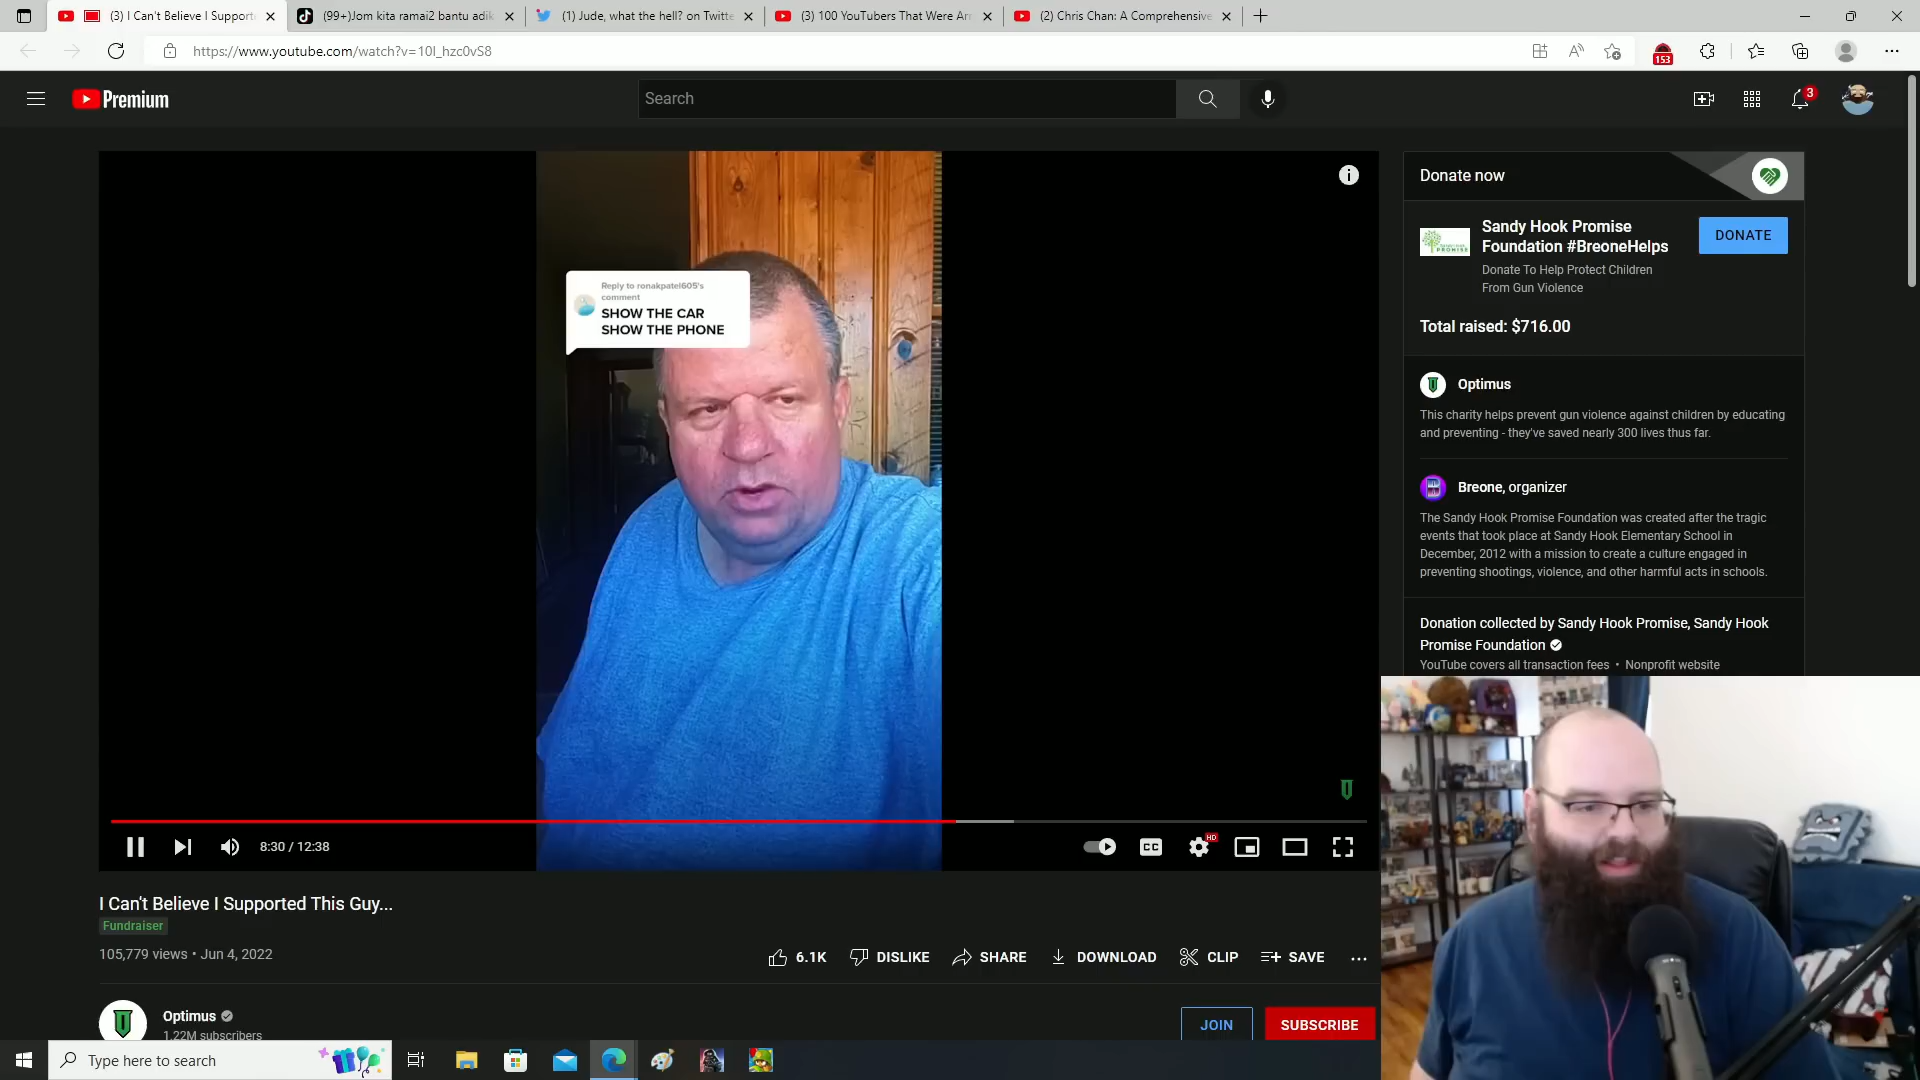 (3) I Can't Believe I Support
(99+)Jom kita ramai2 bantu adik
(1) Jude, what the hell? on Twitte
(3) 100 YouTubers That Were Arr
(2) Chris Chan: A Comprehensive
https://www.youtube.com/watch?v=10I_hzc0vS8
153
Premium
Search
3
Reply to ronakpatel605's
comment
SHOW THE CAR
SHOW THE PHONE
Donate now
Sandy Hook Promise
Foundation #BreoneHelps
DONATE
Donate To Help Protect Children
From Gun Violence
Total raised: $716.00
Optimus
This charity helps prevent gun violence against children by educating
and preventing - they've saved nearly 300 lives thus far.
Breone, organizer
The Sandy Hook Promise Foundation was created after the tragic
events that took place at Sandy Hook Elementary School in
December, 2012 with a mission to create a culture engaged in
preventing shootings, violence, and other harmful acts in schools.
Donation collected by Sandy Hook Promise, Sandy Hook
Promise Foundation
YouTube covers all transaction fees • Nonprofit website
8:30 / 12:38
CC
HD
I Can't Believe I Supported This Guy...
Fundraiser
105,779 views • Jun 4, 2022
6.1K DISLIKE SHARE DOWNLOAD CLIP SAVE
Optimus
1.22M subscribers
JOIN
SUBSCRIBE
Type here to search